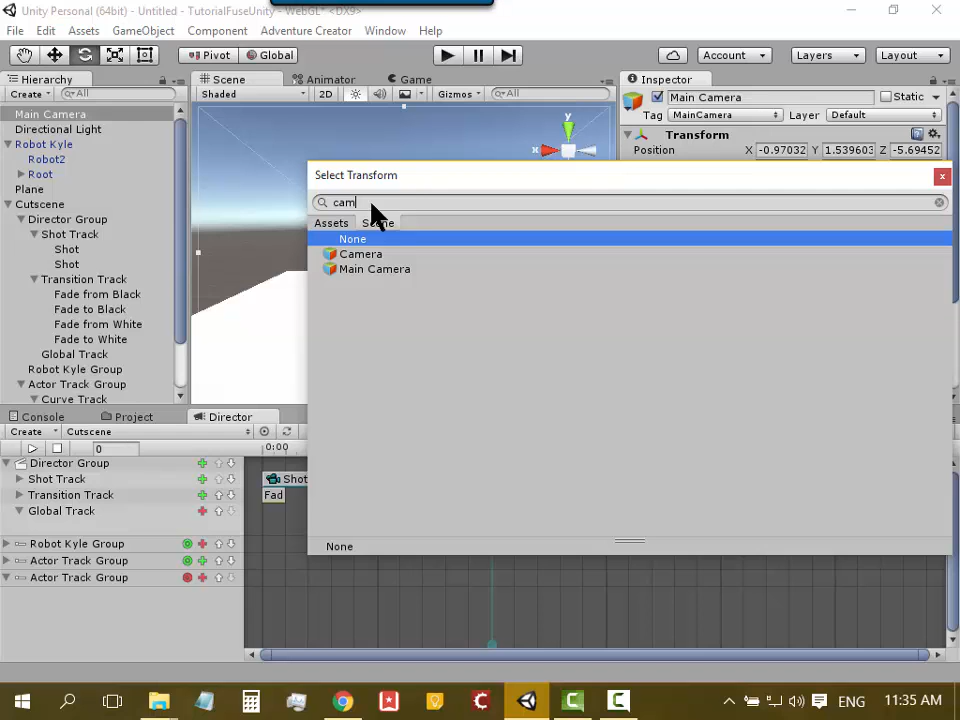 Unity Personal (64bit) - Untitled - TutorialFuseUnity - WebGL* <DX9>
File Edit Assets GameObject Component Adventure Creator Window Help
Pivot Global Account Layers Layout
Hierarchy Scene Animator Game Inspector
Create All Shaded 2D Gizmos All Main Camera Static
Tag MainCamera Layer Default
Main Camera
Directional Light
Robot Kyle
Robot2
Root
Plane
Cutscene
Director Group
Shot Track
Shot
Shot
Transition Track
Fade from Black
Fade to Black
Fade from White
Fade to White
Global Track
Robot Kyle Group
Actor Track Group
Curve Track
y
x
Transform
Position X -0.97032 Y 1.539603 Z -5.69452
Select Transform
cam
Assets
None
Camera
Main Camera
None
Console Project Director
Create Cutscene
0 0:00
Director Group
Shot Track Shot
Transition Track Fad
Global Track
Robot Kyle Group
Actor Track Group
Actor Track Group
ENG 11:35 AM